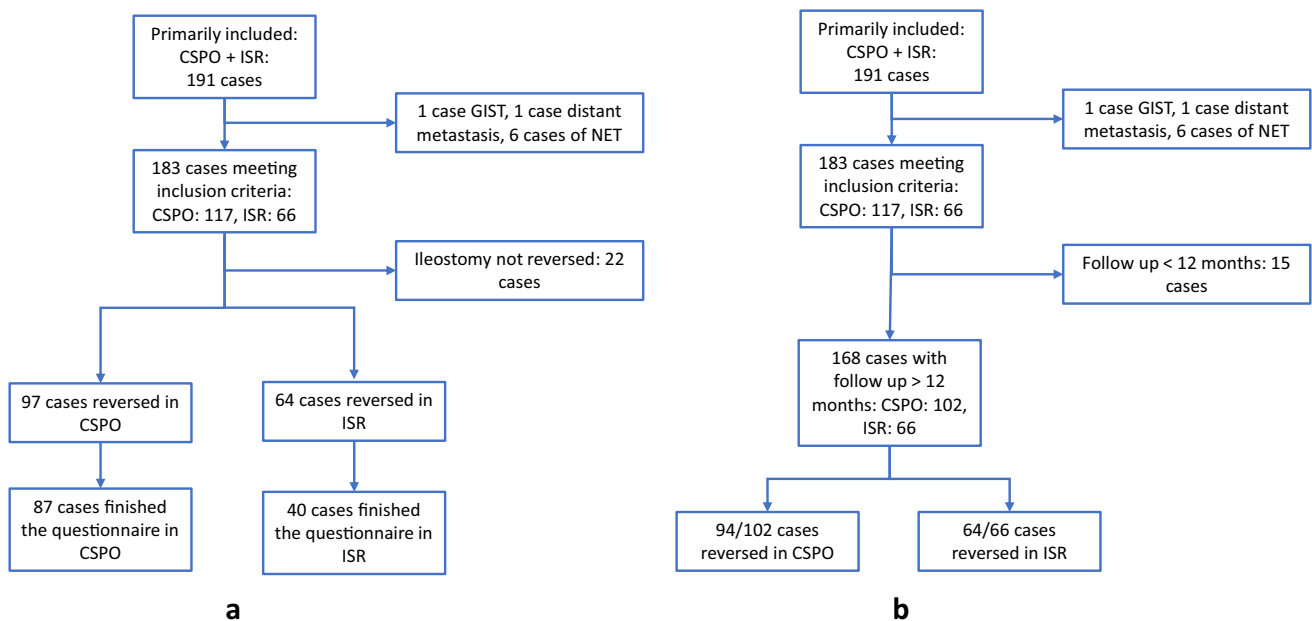 Primarily included:
CSPO + ISR:
191 cases
1 case GIST, 1 case distant
metastasis, 6 cases of NET
183 cases meeting
inclusion criteria:
CSPO: 117, ISR: 66
Ileostomy not reversed: 22
cases
97 cases reversed in
CSPO
64 cases reversed in
ISR
87 cases finished
the questionnaire in
CSPO
40 cases finished
the questionnaire in
ISR
a
Primarily included:
CSPO + ISR:
191 cases
1 case GIST, 1 case distant
metastasis, 6 cases of NET
183 cases meeting
inclusion criteria:
CSPO: 117, ISR: 66
Follow up < 12 months: 15
cases
168 cases with
follow up > 12
months: CSPO: 102,
ISR: 66
94/102 cases
reversed in CSPO
64/66 cases
reversed in ISR
b